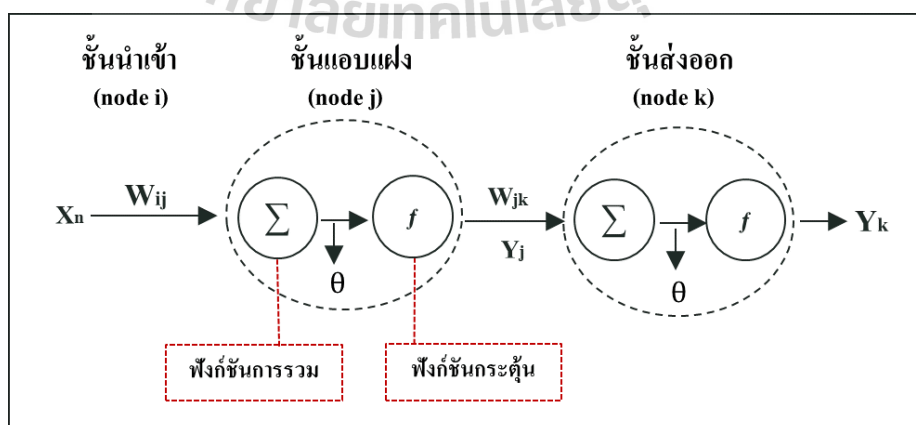 ชั้นนำเข้า ชั้นแอบแฝง ชั้นส่งออก
(node i) (node j) (node k)
Xn Wij ∑ f Wjk ∑ f Yk
Yj
θ θ
ฟังก์ชันการรวม ฟังก์ชันกระตุ้น